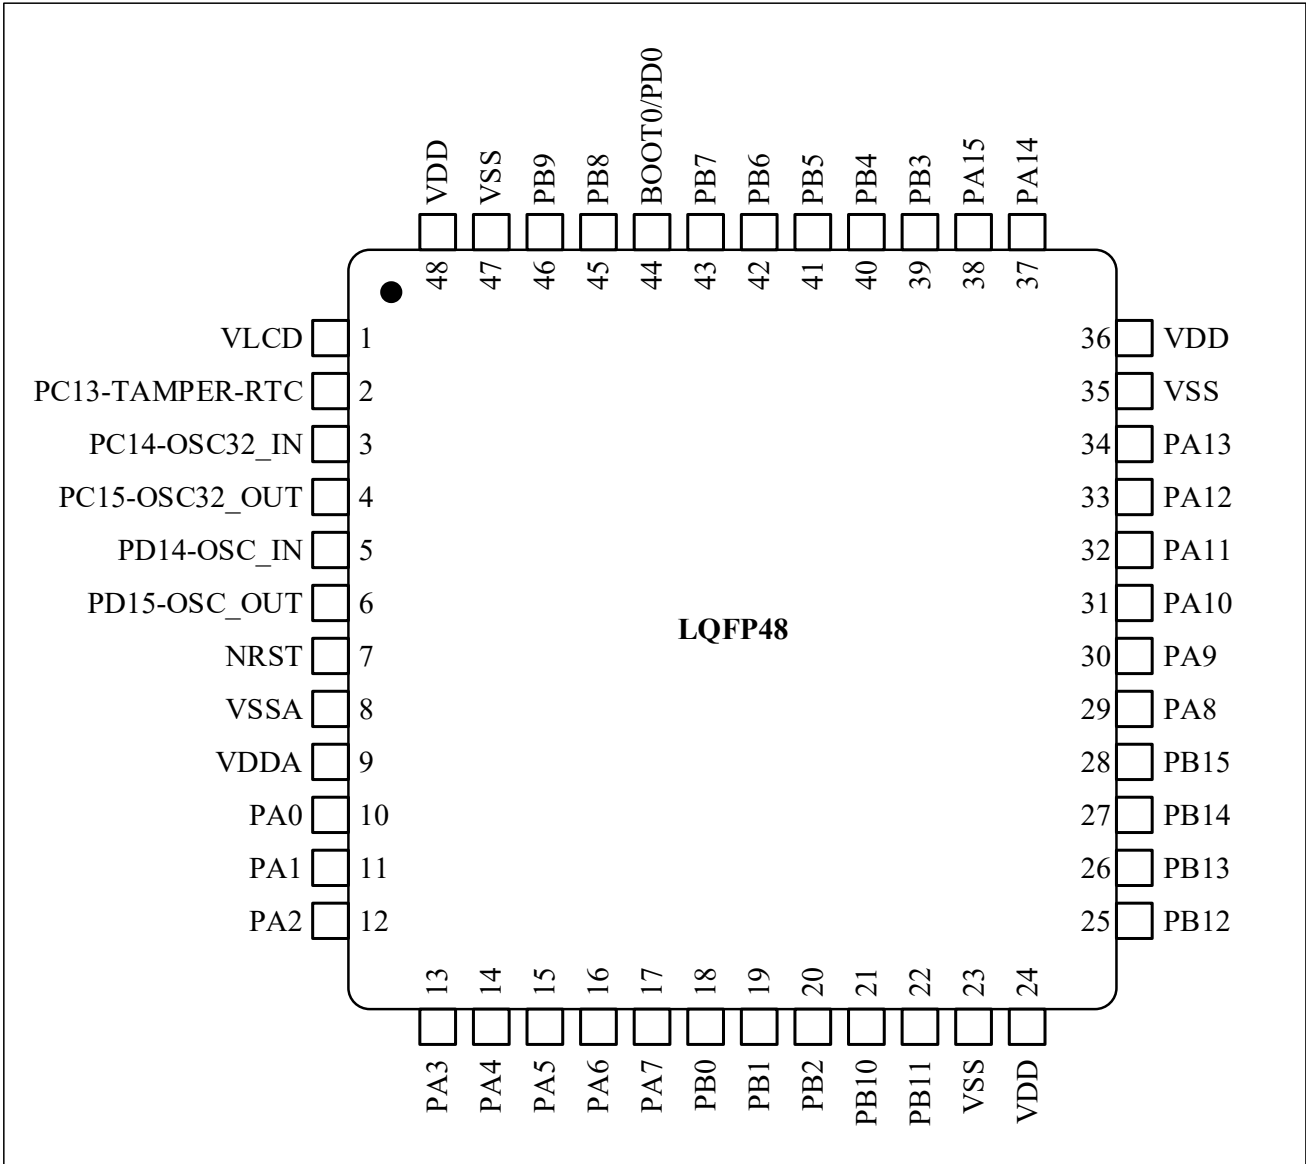 VDD VSS PB9 PB8 BOOT0/PD0 PB7 PB6 PB5 PB4 PB3 PA15 PA14
48 47 46 45 44 43 42 41 40 39 38 37
VLCD 1 36 VDD
PC13-TAMPER-RTC 2 35 VSS
PC14-OSC32_IN 3 34 PA13
PC15-OSC32_OUT 4 33 PA12
PD14-OSC_IN 5 32 PA11
PD15-OSC_OUT 6 31 PA10
LQFP48
NRST 7 30 PA9
VSSA 8 29 PA8
VDDA 9 28 PB15
PA0 10 27 PB14
PA1 11 26 PB13
PA2 12 25 PB12
13 14 15 16 17 18 19 20 21 22 23 24
PA3 PA4 PA5 PA6 PA7 PB0 PB1 PB2 PB10 PB11 VSS VDD